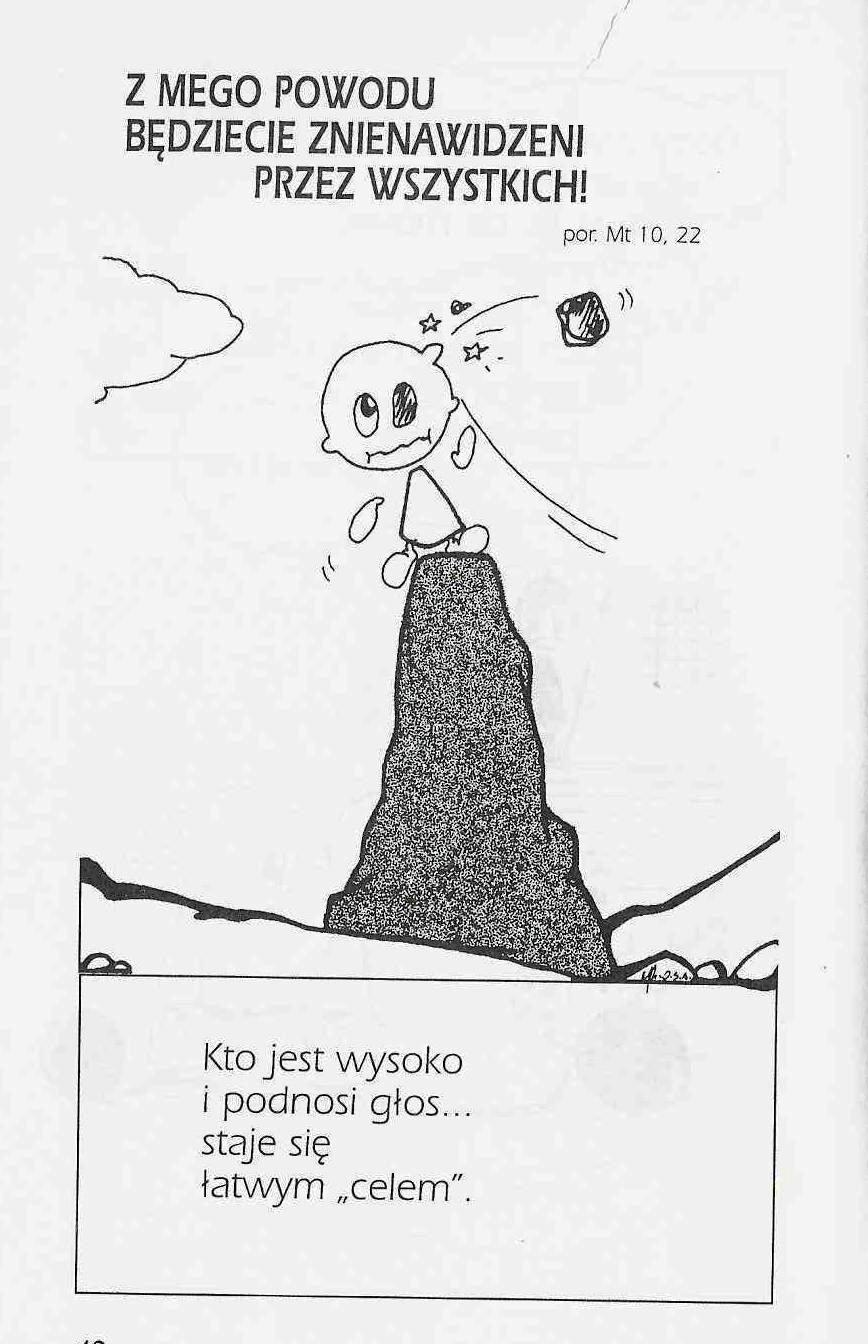 Z MEGO POWODU
BĘDZIECIE ZNIENAWIDZENI
PRZEZ WSZYSTKICH!
por. Mt 10, 22
Kto jest wysoko
i podnosi głos...
staje się
łatwym „celem”.